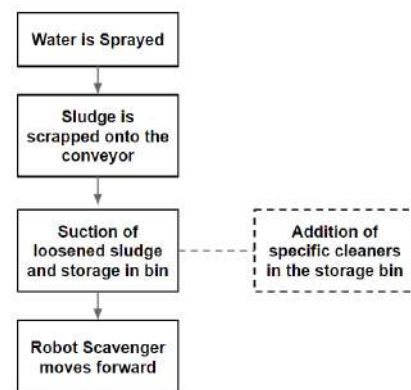 Water is Sprayed
Sludge is
scrapped onto the
conveyor
Suction of
loosened sludge
and storage in bin
Addition of
specific cleaners
in the storage bin
Robot Scavenger
moves forward